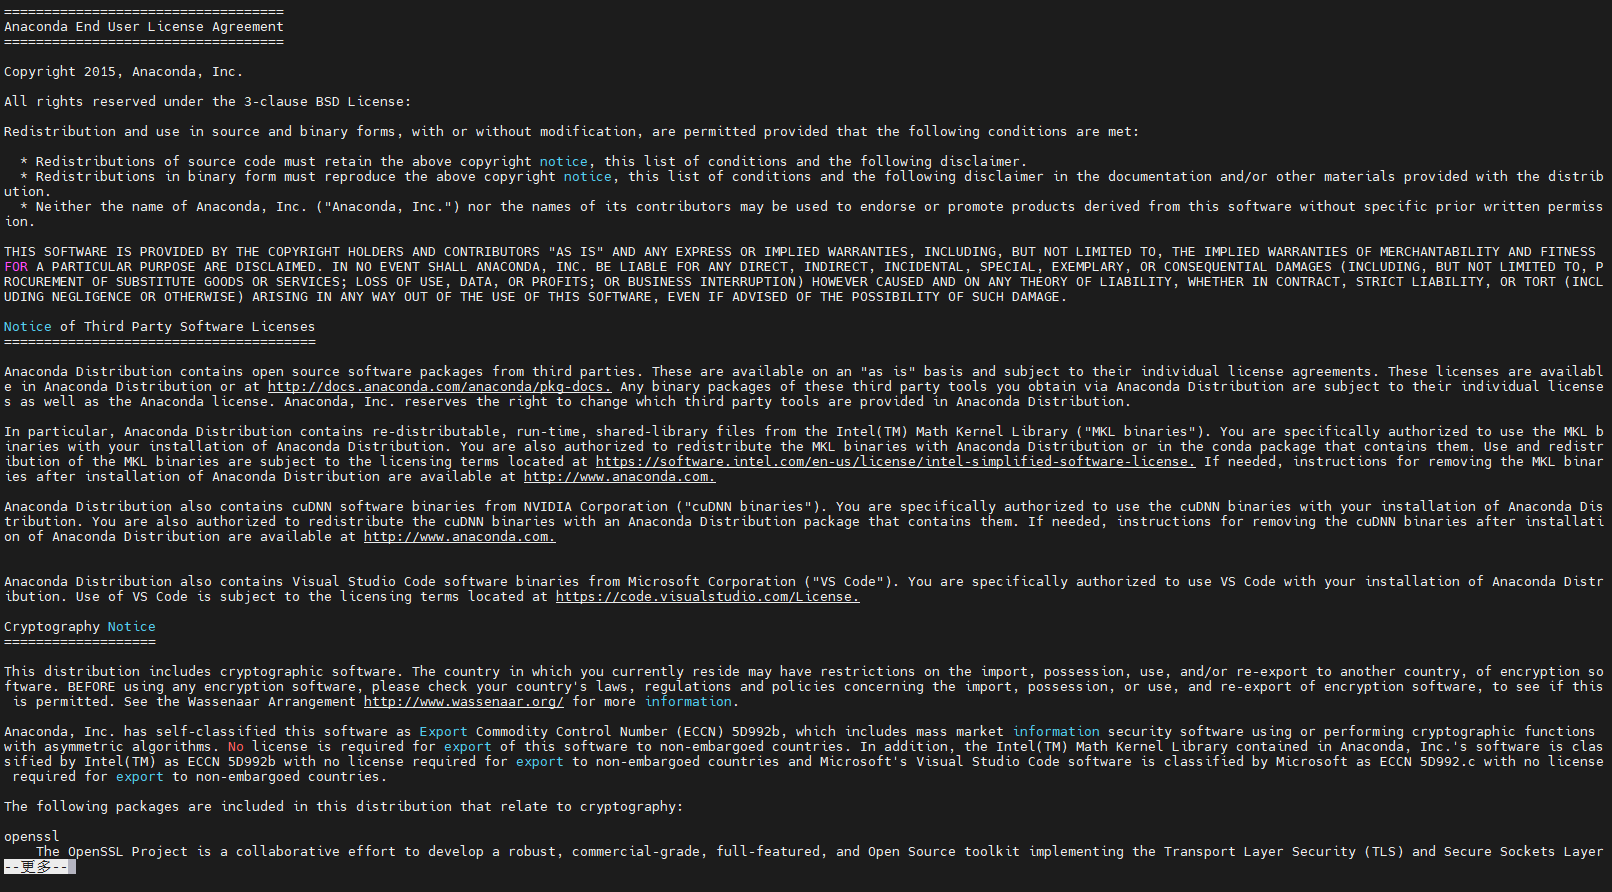 ===================================
Anaconda End User License Agreement
===================================
Copyright 2015, Anaconda, Inc.
All rights reserved under the 3-clause BSD License:
Redistribution and use in source and binary forms, with or without modification, are permitted provided that the following conditions are met:
* Redistributions of source code must retain the above copyright notice, this list of conditions and the following disclaimer.
* Redistributions in binary form must reproduce the above copyright notice, this list of conditions and the following disclaimer in the documentation and/or other materials provided with the distrib
ution.
* Neither the name of Anaconda, Inc. ("Anaconda, Inc.") nor the names of its contributors may be used to endorse or promote products derived from this software without specific prior written permiss
ion.
THIS SOFTWARE IS PROVIDED BY THE COPYRIGHT HOLDERS AND CONTRIBUTORS "AS IS" AND ANY EXPRESS OR IMPLIED WARRANTIES, INCLUDING, BUT NOT LIMITED TO, THE IMPLIED WARRANTIES OF MERCHANTABILITY AND FITNESS
FOR A PARTICULAR PURPOSE ARE DISCLAIMED. IN NO EVENT SHALL ANACONDA, INC. BE LIABLE FOR ANY DIRECT, INDIRECT, INCIDENTAL, SPECIAL, EXEMPLARY, OR CONSEQUENTIAL DAMAGES (INCLUDING, BUT NOT LIMITED TO, P
ROCUREMENT OF SUBSTITUTE GOODS OR SERVICES; LOSS OF USE, DATA, OR PROFITS; OR BUSINESS INTERRUPTION) HOWEVER CAUSED AND ON ANY THEORY OF LIABILITY, WHETHER IN CONTRACT, STRICT LIABILITY, OR TORT (INCL
UDING NEGLIGENCE OR OTHERWISE) ARISING IN ANY WAY OUT OF THE USE OF THIS SOFTWARE, EVEN IF ADVISED OF THE POSSIBILITY OF SUCH DAMAGE.
Notice of Third Party Software Licenses
=======================================
Anaconda Distribution contains open source software packages from third parties. These are available on an "as is" basis and subject to their individual license agreements. These licenses are availabl
e in Anaconda Distribution or at http://docs.anaconda.com/anaconda/pkg-docs. Any binary packages of these third party tools you obtain via Anaconda Distribution are subject to their individual license
s as well as the Anaconda license. Anaconda, Inc. reserves the right to change which third party tools are provided in Anaconda Distribution.
In particular, Anaconda Distribution contains re-distributable, run-time, shared-library files from the Intel(TM) Math Kernel Library ("MKL binaries"). You are specifically authorized to use the MKL b
inaries with your installation of Anaconda Distribution. You are also authorized to redistribute the MKL binaries with Anaconda Distribution or in the conda package that contains them. Use and redistr
ibution of the MKL binaries are subject to the licensing terms located at https://software.intel.com/en-us/license/intel-simplified-software-license. If needed, instructions for removing the MKL binar
ies after installation of Anaconda Distribution are available at http://www.anaconda.com.
Anaconda Distribution also contains cuDNN software binaries from NVIDIA Corporation ("cuDNN binaries"). You are specifically authorized to use the cuDNN binaries with your installation of Anaconda Dis
tribution. You are also authorized to redistribute the cuDNN binaries with an Anaconda Distribution package that contains them. If needed, instructions for removing the cuDNN binaries after installati
on of Anaconda Distribution are available at http://www.anaconda.com.
Anaconda Distribution also contains Visual Studio Code software binaries from Microsoft Corporation ("VS Code"). You are specifically authorized to use VS Code with your installation of Anaconda Distr
ibution. Use of VS Code is subject to the licensing terms located at https://code.visualstudio.com/License.
Cryptography Notice
===================
This distribution includes cryptographic software. The country in which you currently reside may have restrictions on the import, possession, use, and/or re-export to another country, of encryption so
ftware. BEFORE using any encryption software, please check your country's laws, regulations and policies concerning the import, possession, or use, and re-export of encryption software, to see if this
is permitted. See the Wassenaar Arrangement http://www.wassenaar.org/ for more information.
Anaconda, Inc. has self-classified this software as Export Commodity Control Number (ECCN) 5D992b, which includes mass market information security software using or performing cryptographic functions
with asymmetric algorithms. No license is required for export of this software to non-embargoed countries. In addition, the Intel(TM) Math Kernel Library contained in Anaconda, Inc.'s software is clas
sified by Intel(TM) as ECCN 5D992b with no license required for export to non-embargoed countries and Microsoft's Visual Studio Code software is classified by Microsoft as ECCN 5D992.c with no license
required for export to non-embargoed countries.
The following packages are included in this distribution that relate to cryptography:
openssl
The OpenSSL Project is a collaborative effort to develop a robust, commercial-grade, full-featured, and Open Source toolkit implementing the Transport Layer Security (TLS) and Secure Sockets Layer
--更多--